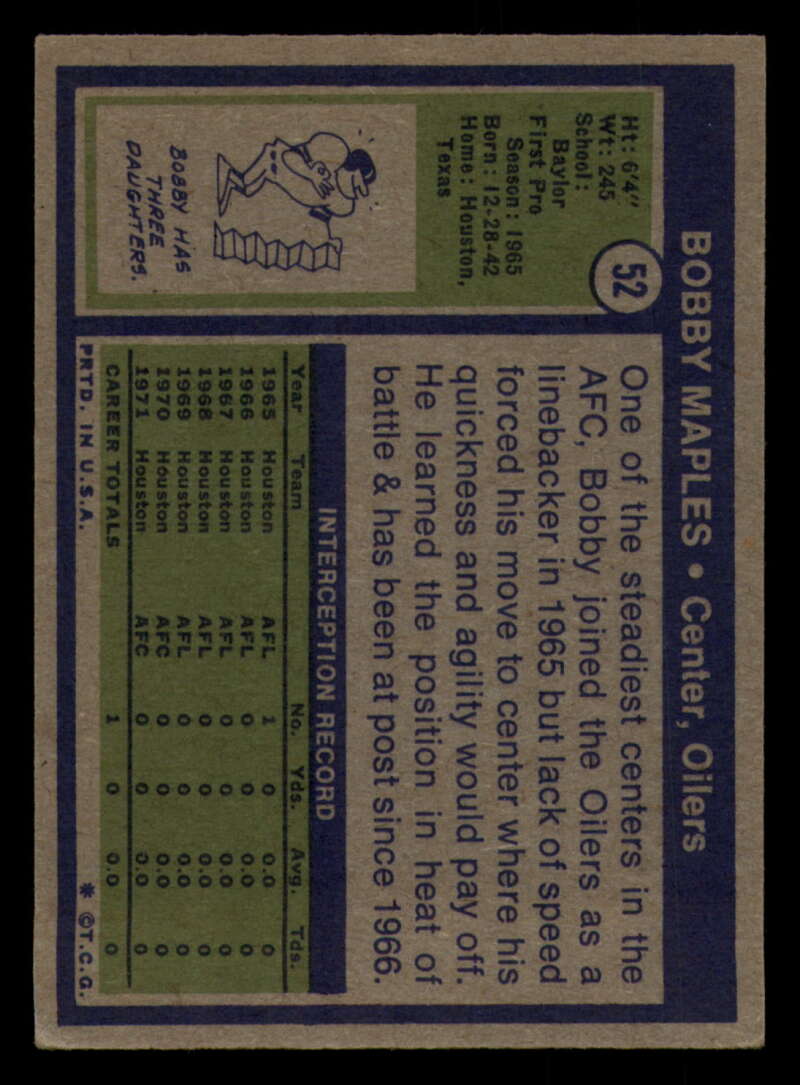 BOBBY MAPLES • Center, Oilers
52
Ht: 6'4"
Wt: 245
School:
Baylor
First Pro
Season: 1965
Born: 12-28-42
Home: Houston,
Texas
BOBBY HAS
THREE
DAUGHTERS.
One of the steadiest centers in the
AFC, Bobby joined the Oilers as a
linebacker in 1965 but lack of speed
forced his move to center where his
quickness and agility would pay off.
He learned the position in heat of
battle & has been at post since 1966.
INTERCEPTION RECORD
Year Team No. Yds. Avg. Tds.
1965 Houston AFL 1 0 0.0 0
1966 Houston AFL 0 0 0.0 0
1967 Houston AFL 0 0 0.0 0
1968 Houston AFL 0 0 0.0 0
1969 Houston AFL 0 0 0.0 0
1970 Houston AFC 0 0 0.0 0
1971 Houston AFC 0 0 0.0 0
CAREER TOTALS 1 0 0.0 0
PRTD. IN U.S.A. * ©T.C.G.